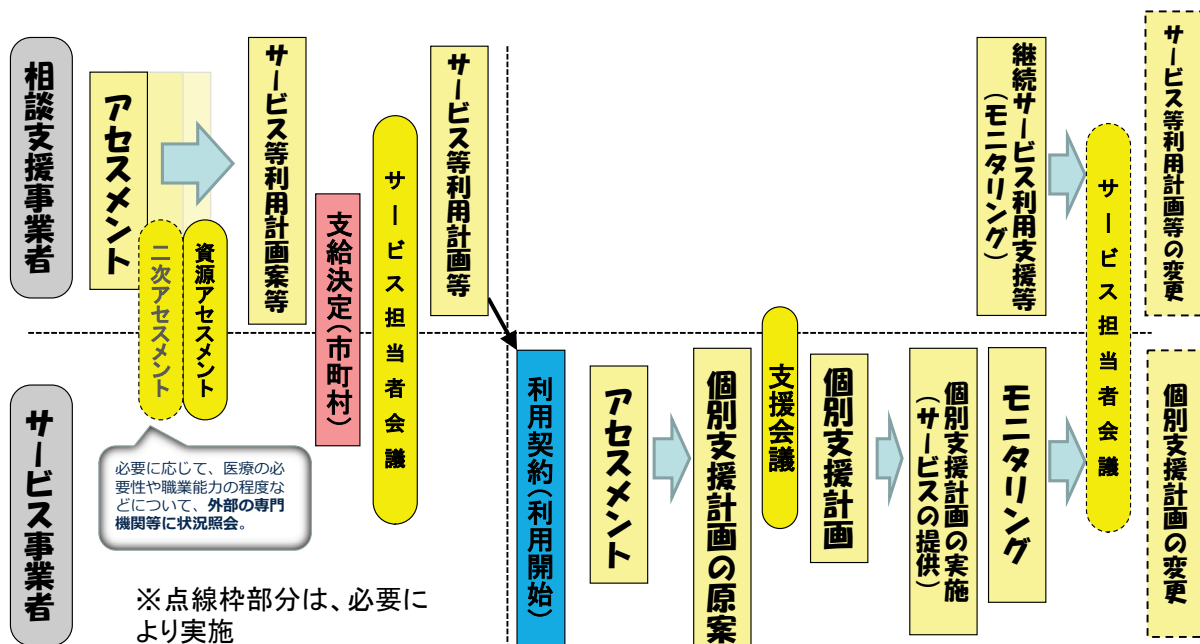 相談支援事業者
アセスメント
二次アセスメント
資源アセスメント
サービス等利用計画案等
支給決定(市町村)
サービス担当者会議
サービス等利用計画等
継続サービス利用支援等
(モニタリング)
サービス担当者会議
サービス等利用計画等の変更
サービス事業者
必要に応じて、医療の必
要性や職業能力の程度な
どについて、外部の専門
機関等に状況照会。
※点線枠部分は、必要に
より実施
利用契約(利用開始)
アセスメント
個別支援計画の原案
支援会議
個別支援計画
個別支援計画の実施
(サービスの提供)
モニタリング
個別支援計画の変更